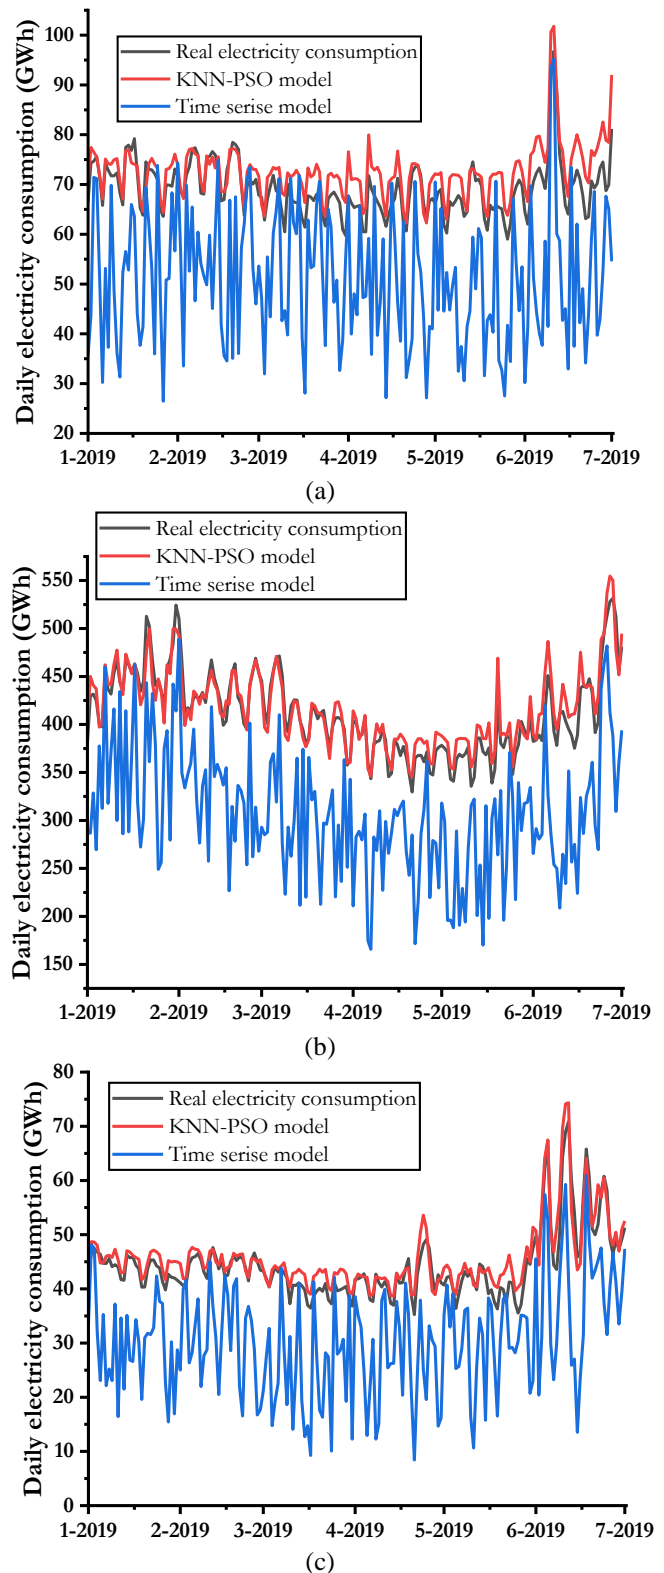 Daily electricity consumption (GWh)
100
90
80
70
60
50
40
30
20
Real electricity consumption
KNN-PSO model
Time serise model
1-2019 2-2019 3-2019 4-2019 5-2019 6-2019 7-2019
(a)
Daily electricity consumption (GWh)
550
500
450
400
350
300
250
200
150
Real electricity consumption
KNN-PSO model
Time serise model
1-2019 2-2019 3-2019 4-2019 5-2019 6-2019 7-2019
(b)
Daily electricity consumption (GWh)
80
70
60
50
40
30
20
10
0
Real electricity consumption
KNN-PSO model
Time serise model
1-2019 2-2019 3-2019 4-2019 5-2019 6-2019 7-2019
(c)